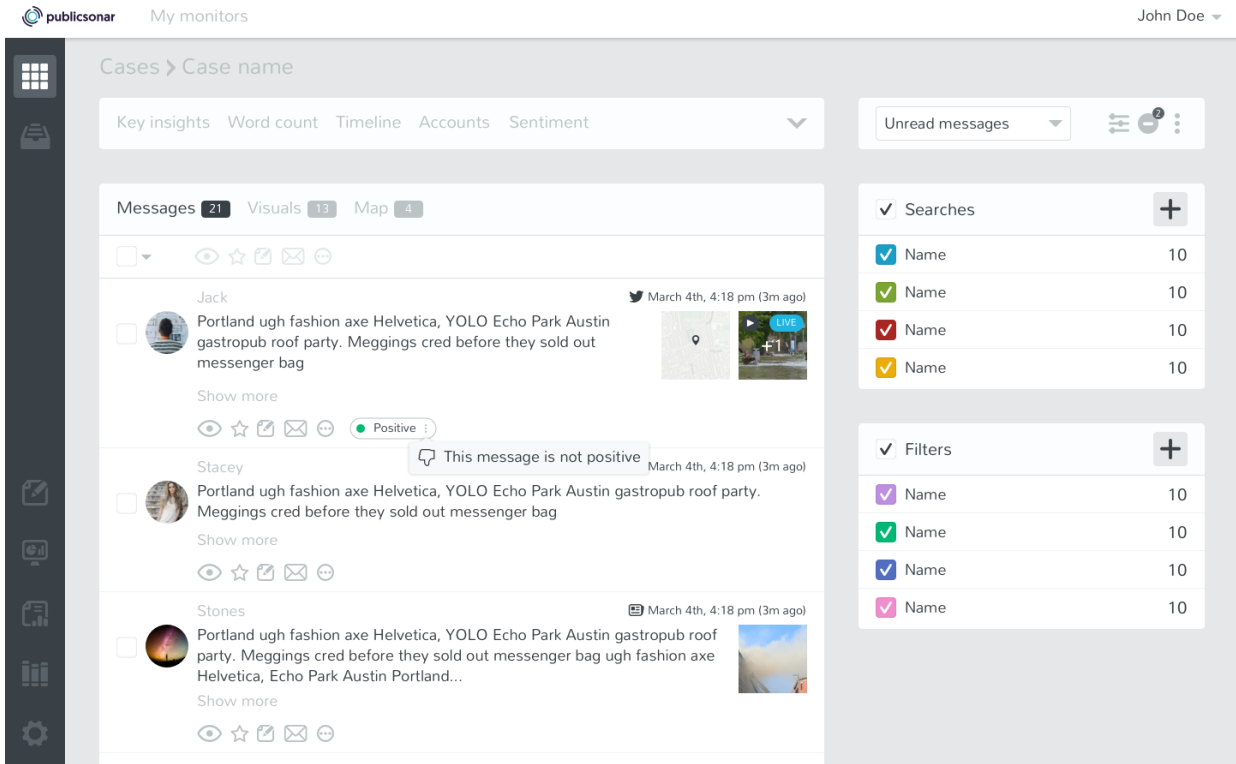 publicsonar My monitors John Doe
Cases > Case name
Key insights Word count Timeline Accounts Sentiment
Unread messages 2
Messages 21 Visuals 13 Map 4
Jack March 4th, 4:18 pm (3m ago)
Portland ugh fashion axe Helvetica, YOLO Echo Park Austin
gastropub roof party. Meggings cred before they sold out
messenger bag
LIVE
+1
Show more
Positive
This message is not positive
Stacey March 4th, 4:18 pm (3m ago)
Portland ugh fashion axe Helvetica, YOLO Echo Park Austin gastropub roof party.
Meggings cred before they sold out messenger bag
Show more
Stones March 4th, 4:18 pm (3m ago)
Portland ugh fashion axe Helvetica, YOLO Echo Park Austin gastropub roof
party. Meggings cred before they sold out messenger bag ugh fashion axe
Helvetica, Echo Park Austin Portland...
Show more
Searches
Name 10
Name 10
Name 10
Name 10
Filters
Name 10
Name 10
Name 10
Name 10